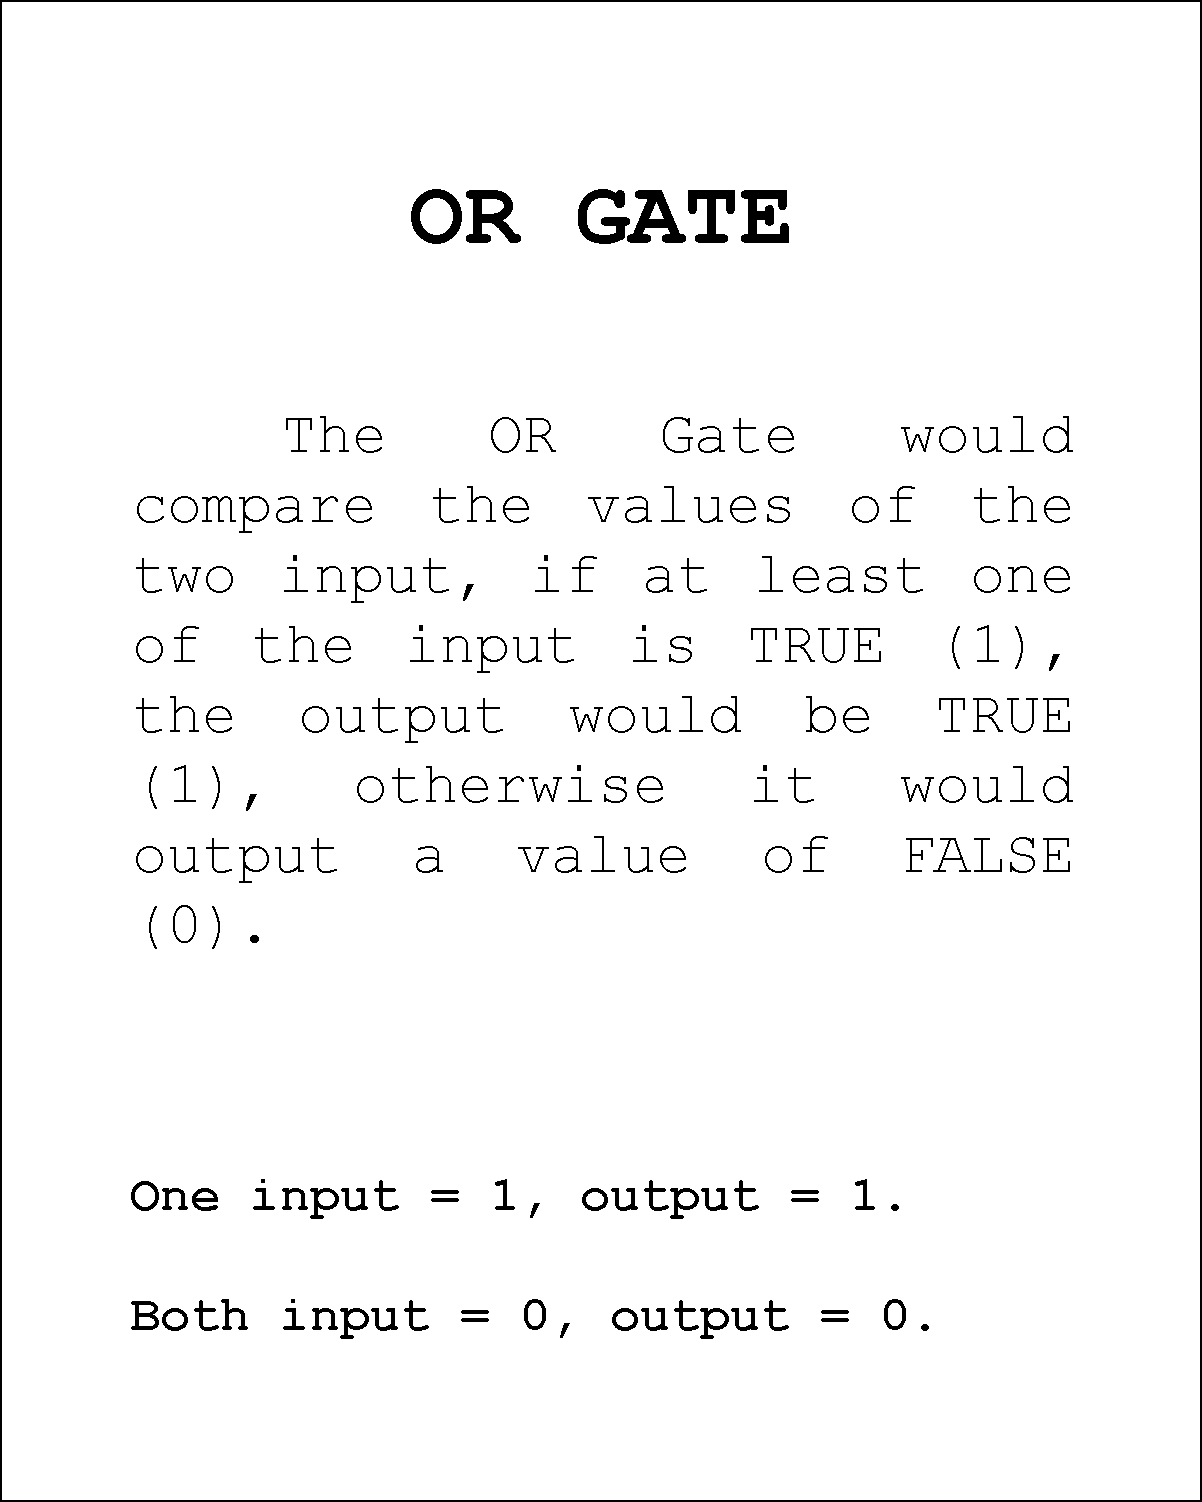 OR GATE
The OR Gate would
compare the values of the
two input, if at least one
of the input is TRUE (1),
the output would be TRUE
(1), otherwise it would
output a value of FALSE
(0).
One input = 1, output = 1.
Both input = 0, output = 0.